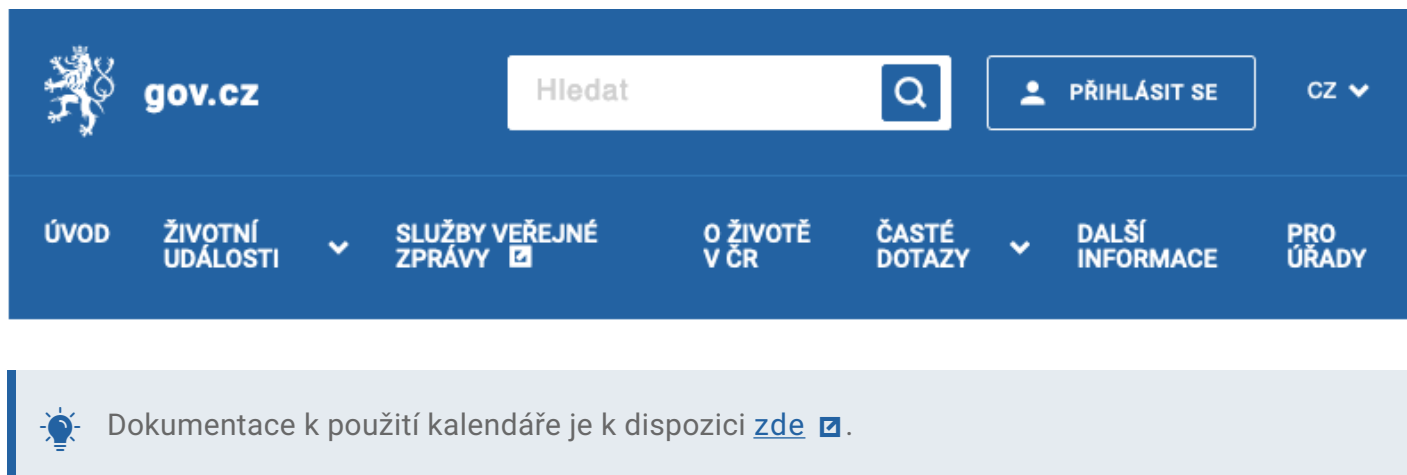 gov.cz
Hledat
PŘIHLÁSIT SE
CZ
ÚVOD
ŽIVOTNÍ
UDÁLOSTI
SLUŽBY VEŘEJNÉ
ZPRÁVY
O ŽIVOTĚ
V ČR
ČASTÉ
DOTAZY
DALŠÍ
INFORMACE
PRO
ÚŘADY
Dokumentace k použití kalendáře je k dispozici zde .